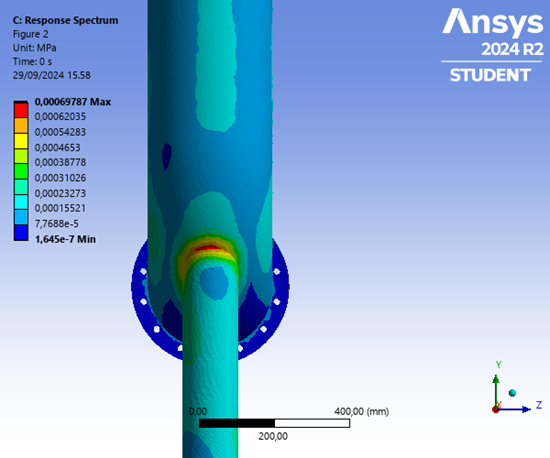 C: Response Spectrum
Figure 2
Unit: MPa
Time: 0 s
29/09/2024 15.58
0,00069787 Max
0,00062035
0,00054283
0,0004653
0,00038778
0,00031026
0,00023273
0,00015521
7,7688e-5
1,645e-7 Min
Ansys
2024 R2
STUDENT
0,00
400,00 (mm)
200,00
Y
X
Z